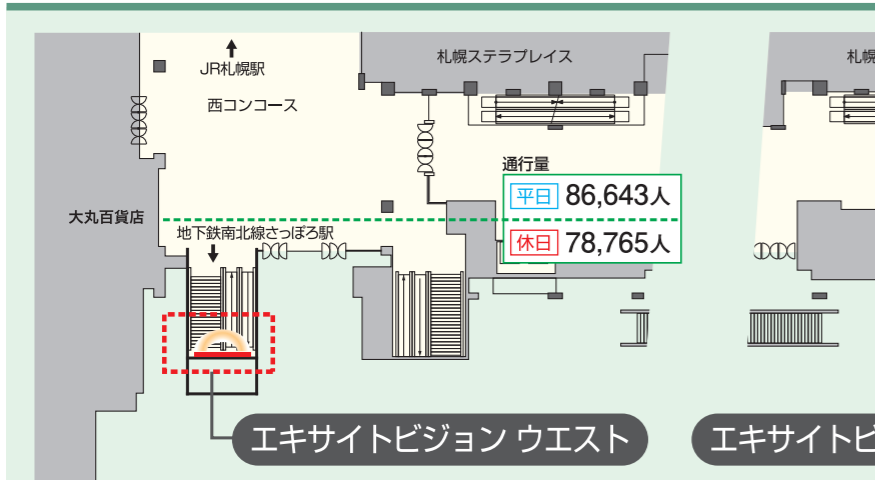 JR札幌駅
西コンコース
札幌ステラプレイス
札幌
通行量
平日 86,643人
休日 78,765人
大丸百貨店
地下鉄南北線さっぽろ駅
エキサイトビジョン ウエスト
エキサイトビ